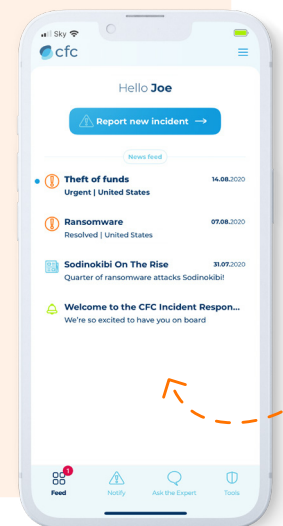 Sky
cfc
Hello Joe
Report new incident →
News feed
Theft of funds 14.08.2020
Urgent | United States
Ransomware 07.08.2020
Resolved | United States
Sodinokibi On The Rise 31.07.2020
Quarter of ransomware attacks Sodinokibi!
Welcome to the CFC Incident Respon...
We're so excited to have you on board
1
Feed Notify Ask the Expert Tools